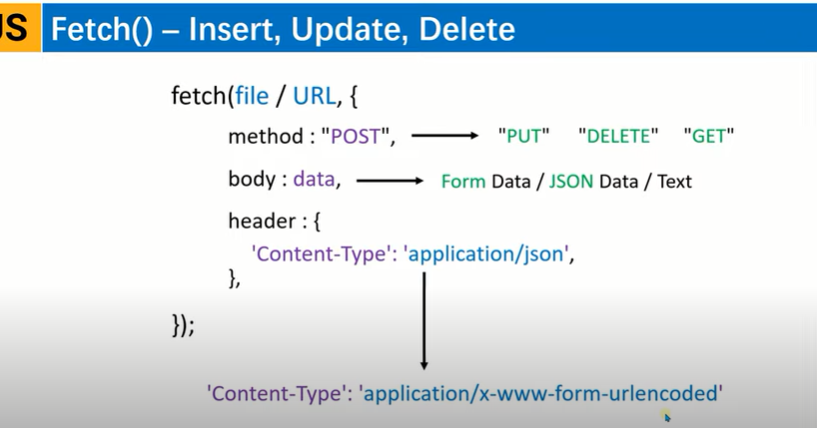 JS Fetch() – Insert, Update, Delete
fetch(file / URL, {
method : "POST", "PUT" "DELETE" "GET"
body : data, Form Data / JSON Data / Text
header : {
'Content-Type': 'application/json',
},
});
'Content-Type': 'application/x-www-form-urlencoded'